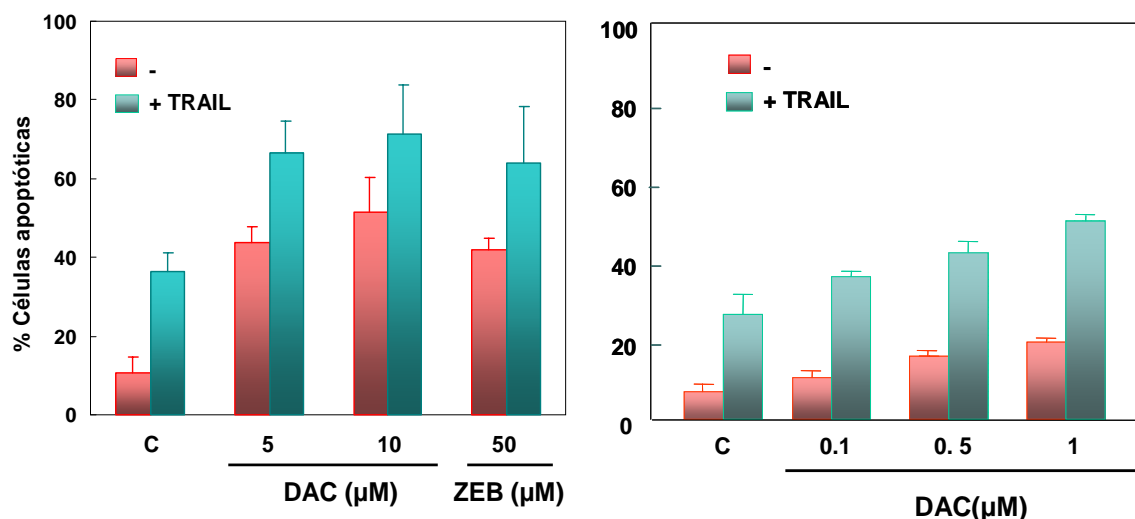 % Células apoptóticas
100
80
60
40
20
0
-
+ TRAIL
C
5
10
50
DAC (µM)
ZEB (µM)
100
80
60
40
20
0
-
+ TRAIL
C
0.1
0. 5
1
DAC(µM)